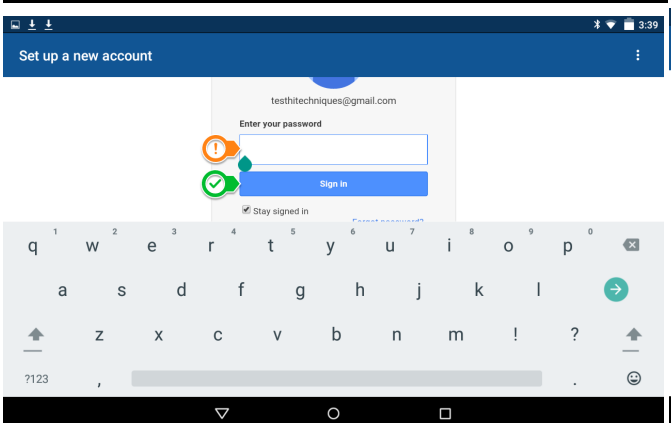 3:39
Set up a new account
testhitechniques@gmail.com
Enter your password
!
Sign in
Stay signed in
Forgot password?
1 2 3 4 5 6 7 8 9 0
q w e r t y u i o p
a s d f g h j k l
z x c v b n m ! ?
?123 , .